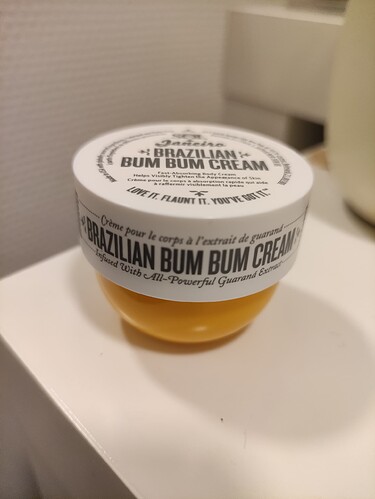 Janeiro
BRAZILIAN
BUM BUM CREAM
Fast-Absorbing Body Cream
Helps Visibly Tighten the Appearance of Skin
Crème pour le corps à absorption rapide qui aide
à raffermir visiblement la peau
LOVE IT. FLAUNT IT. YOU'VE GOT IT.™
Crème pour le corps à l'extrait de guarana
BRAZILIAN BUM BUM CREAM
Infused With All-Powerful Guaraná Extract